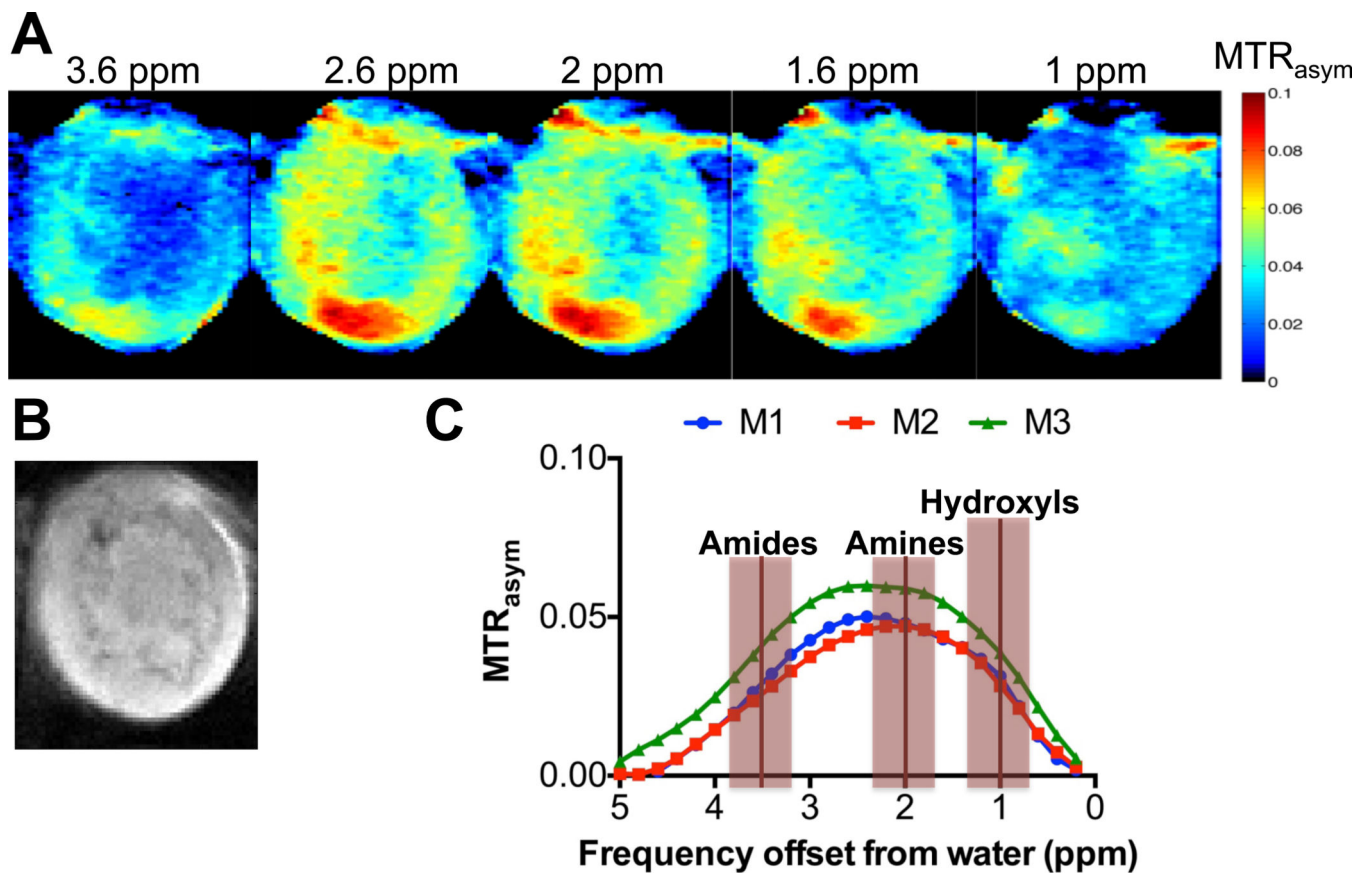 A
3.6 ppm 2.6 ppm 2 ppm 1.6 ppm 1 ppm MTRasym
0.1
0.08
0.06
0.04
0.02
0
B
C
M1 M2 M3
0.10
Hydroxyls
Amides Amines
0.05
MTRasym
0.00
5 4 3 2 1 0
Frequency offset from water (ppm)